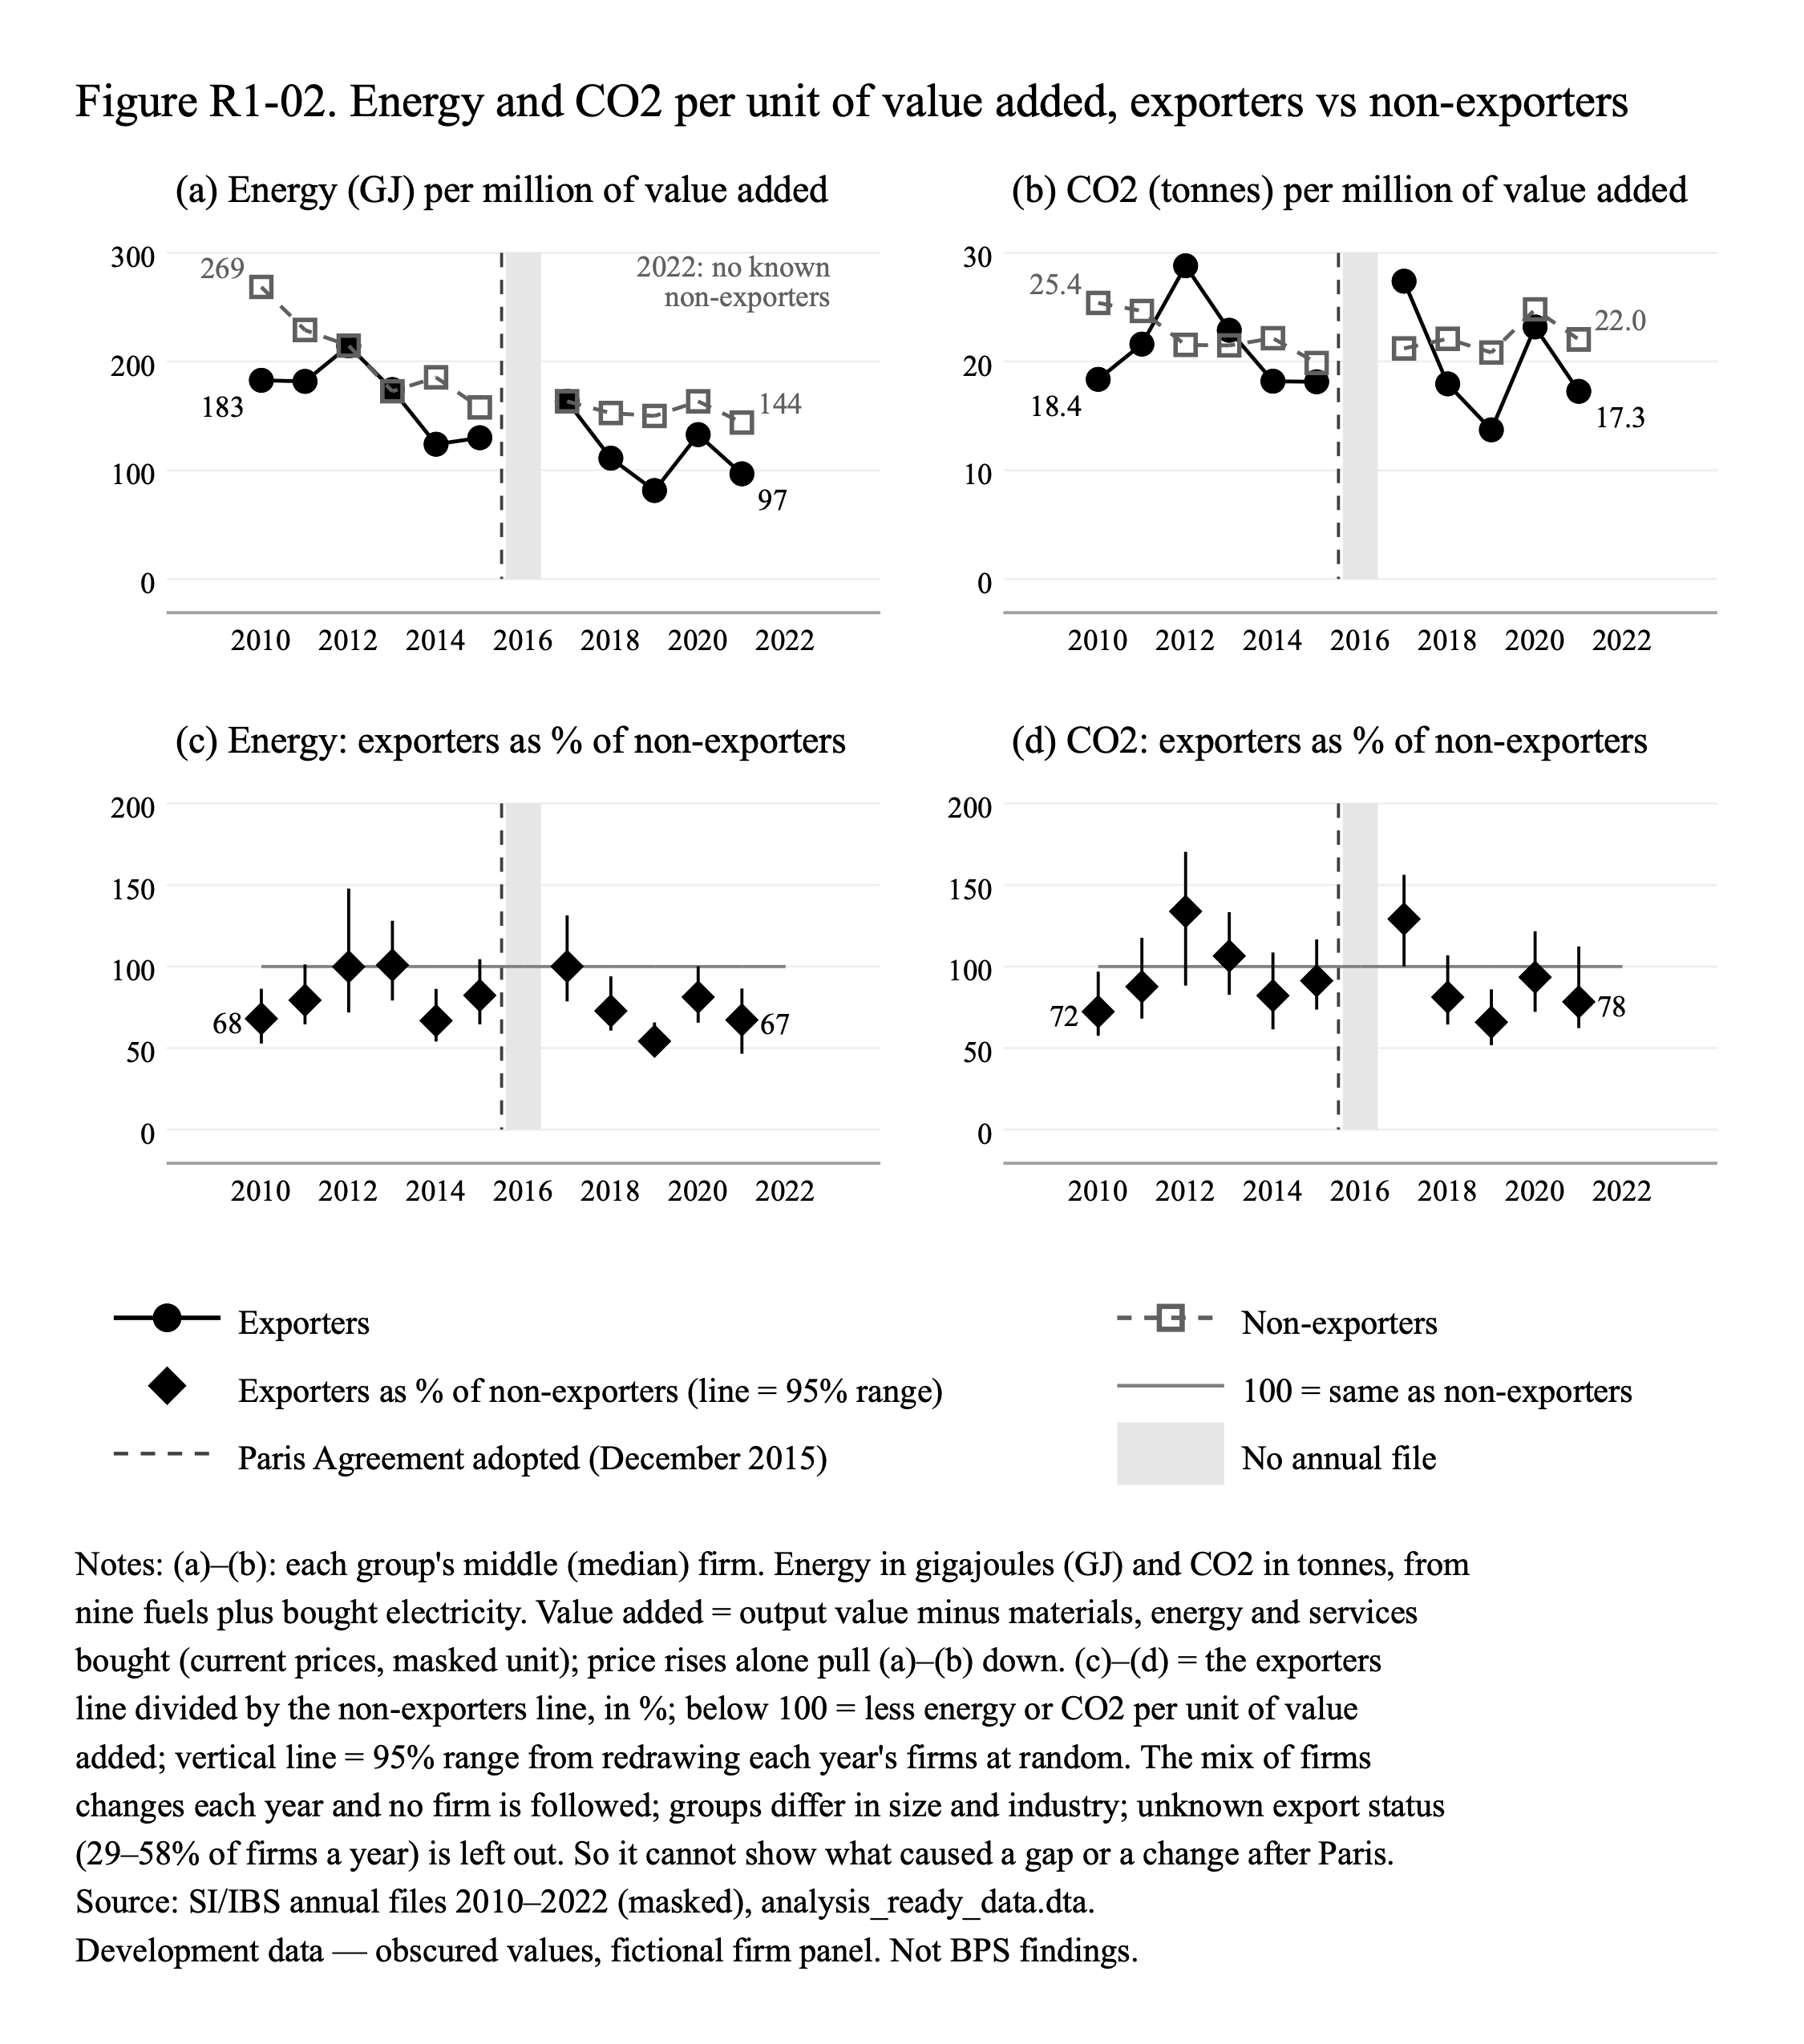 Figure R1-02. Energy and CO2 per unit of value added, exporters vs non-exporters
(a) Energy (GJ) per million of value added
300
200
100
0
269
183
2022: no known
non-exporters
144
97
2010 2012 2014 2016 2018 2020 2022
(b) CO2 (tonnes) per million of value added
30
20
10
0
25.4
18.4
22.0
17.3
2010 2012 2014 2016 2018 2020 2022
(c) Energy: exporters as % of non-exporters
200
150
100
50
0
68
67
2010 2012 2014 2016 2018 2020 2022
(d) CO2: exporters as % of non-exporters
200
150
100
50
0
72
78
2010 2012 2014 2016 2018 2020 2022
Exporters
Non-exporters
Exporters as % of non-exporters (line = 95% range)
100 = same as non-exporters
Paris Agreement adopted (December 2015)
No annual file
Notes: (a)–(b): each group's middle (median) firm. Energy in gigajoules (GJ) and CO2 in tonnes, from
nine fuels plus bought electricity. Value added = output value minus materials, energy and services
bought (current prices, masked unit); price rises alone pull (a)–(b) down. (c)–(d) = the exporters
line divided by the non-exporters line, in %; below 100 = less energy or CO2 per unit of value
added; vertical line = 95% range from redrawing each year's firms at random. The mix of firms
changes each year and no firm is followed; groups differ in size and industry; unknown export status
(29–58% of firms a year) is left out. So it cannot show what caused a gap or a change after Paris.
Source: SI/IBS annual files 2010–2022 (masked), analysis_ready_data.dta.
Development data — obscured values, fictional firm panel. Not BPS findings.